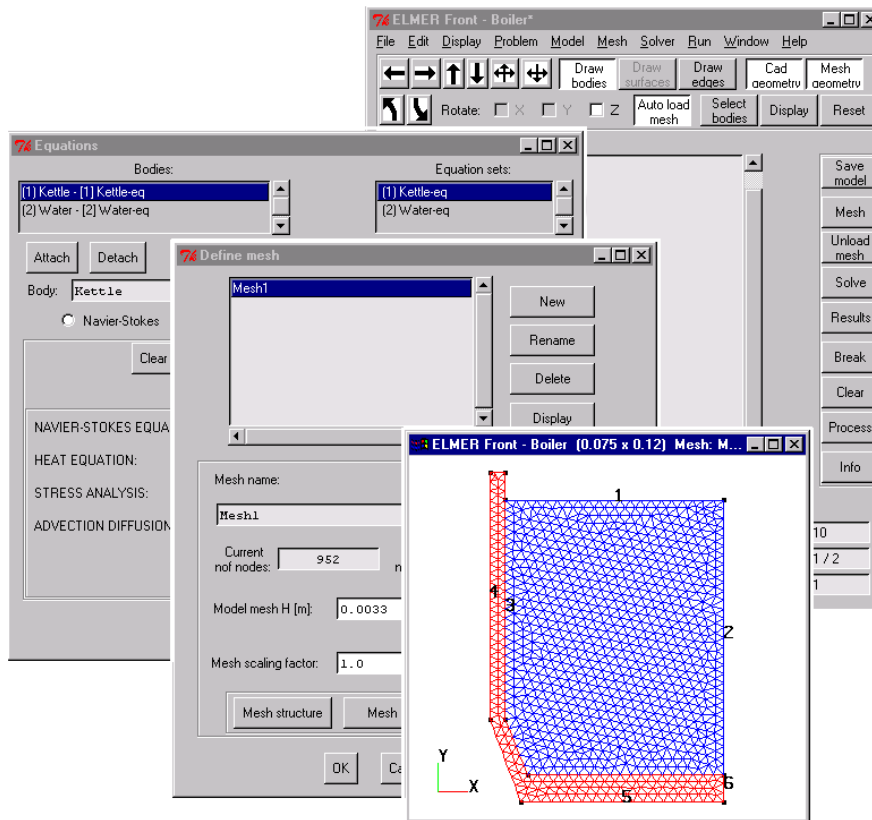 ELMER Front - Boiler*
File Edit Display Problem Model Mesh Solver Run Window Help
Draw bodies
Draw surfaces
Draw edges
Cad geometry
Mesh geometry
Rotate: X Y Z
Auto load mesh
Select bodies
Display
Reset
Save model
Mesh
Unload mesh
Solve
Results
Break
Clear
Process
Info
10
1 / 2
1
Equations
Bodies:
Equation sets:
(1) Kettle - [1] Kettle-eq
(2) Water - [2] Water-eq
(1) Kettle-eq
(2) Water-eq
Attach
Detach
Body: Kettle
Navier-Stokes
Clear
NAVIER-STOKES EQUA
HEAT EQUATION:
STRESS ANALYSIS:
ADVECTION DIFFUSION
Define mesh
Mesh1
New
Rename
Delete
Display
Mesh name:
Mesh1
Current nof nodes: 952
n
Model mesh H [m]: 0.0033
Mesh scaling factor: 1.0
Mesh structure
Mesh
OK
Ca
ELMER Front - Boiler (0.075 x 0.12) Mesh: M...
1
2
3
4
5
6
Y
X